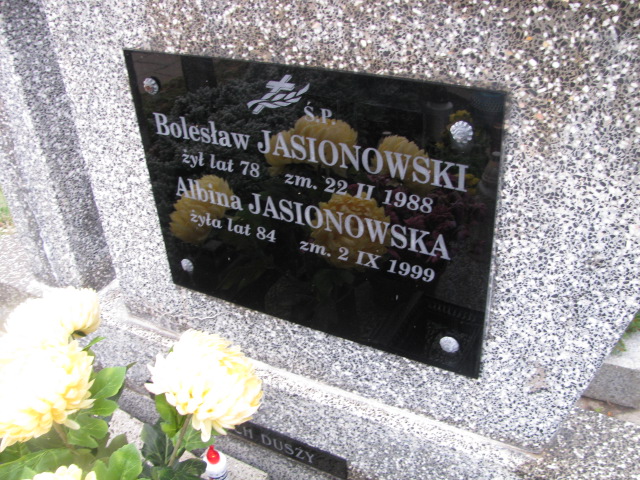 Ś.P.
Bolesław JASIONOWSKI
żył lat 78 zm. 22 II 1988
Albina JASIONOWSKA
żyła lat 84 zm. 2 IX 1999
DUSZY